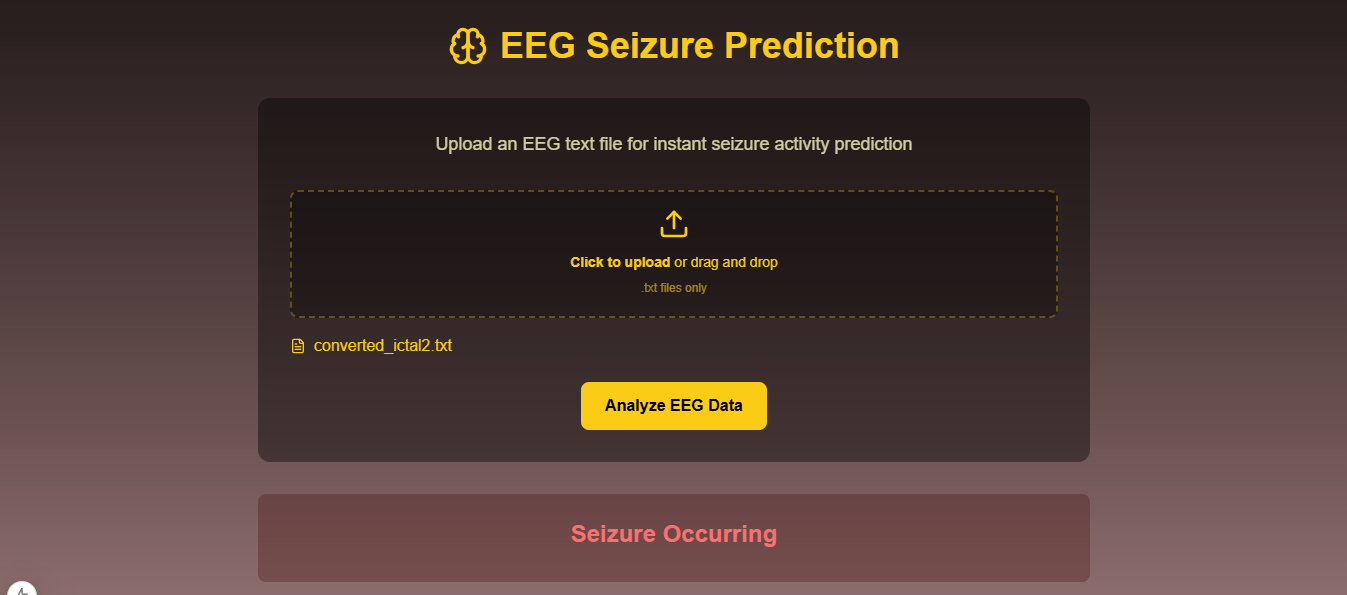 EEG Seizure Prediction
Upload an EEG text file for instant seizure activity prediction
Click to upload or drag and drop
.txt files only
converted_ictal2.txt
Analyze EEG Data
Seizure Occurring